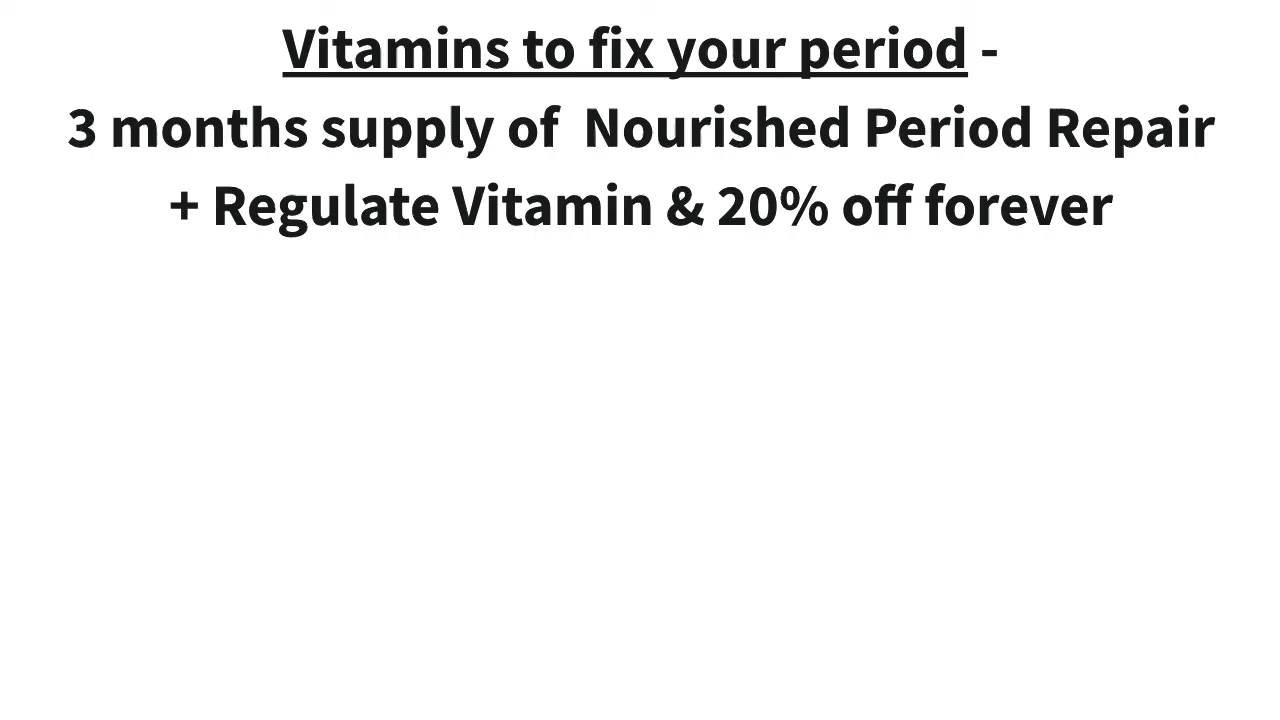 Vitamins to fix your period -
3 months supply of  Nourished Period Repair
+ Regulate Vitamin & 20% off forever